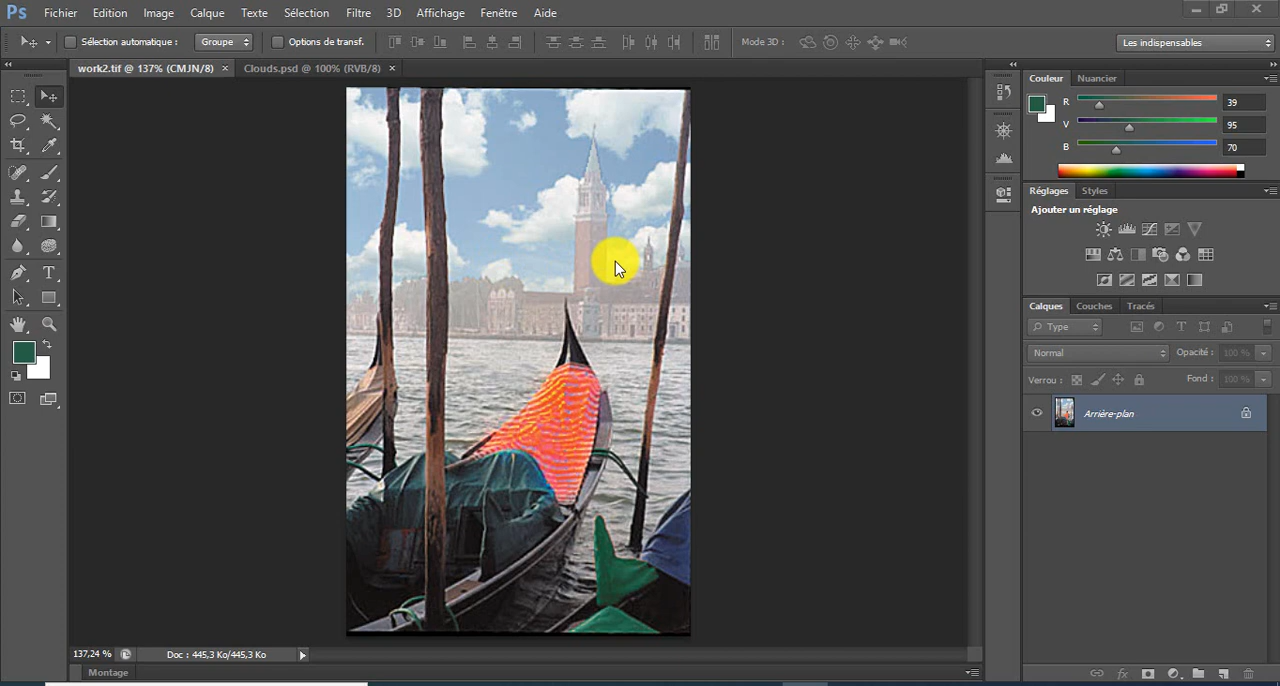 Ps Fichier Edition Image Calque Texte Sélection Filtre 3D Affichage Fenêtre Aide
Sélection automatique : Groupe Options de transf. Mode 3D : Les indispensables
work2.tif @ 137% (CMJN/8) × Clouds.psd @ 100% (RVB/8) ×
Couleur Nuancier
R 39
V 95
B 70
Réglages Styles
Ajouter un réglage
Calques Couches Tracés
Type
Normal Opacité : 100 %
Verrou : Fond : 100 %
Arrière-plan
137,24 % Doc : 445,3 Ko/445,3 Ko
Montage